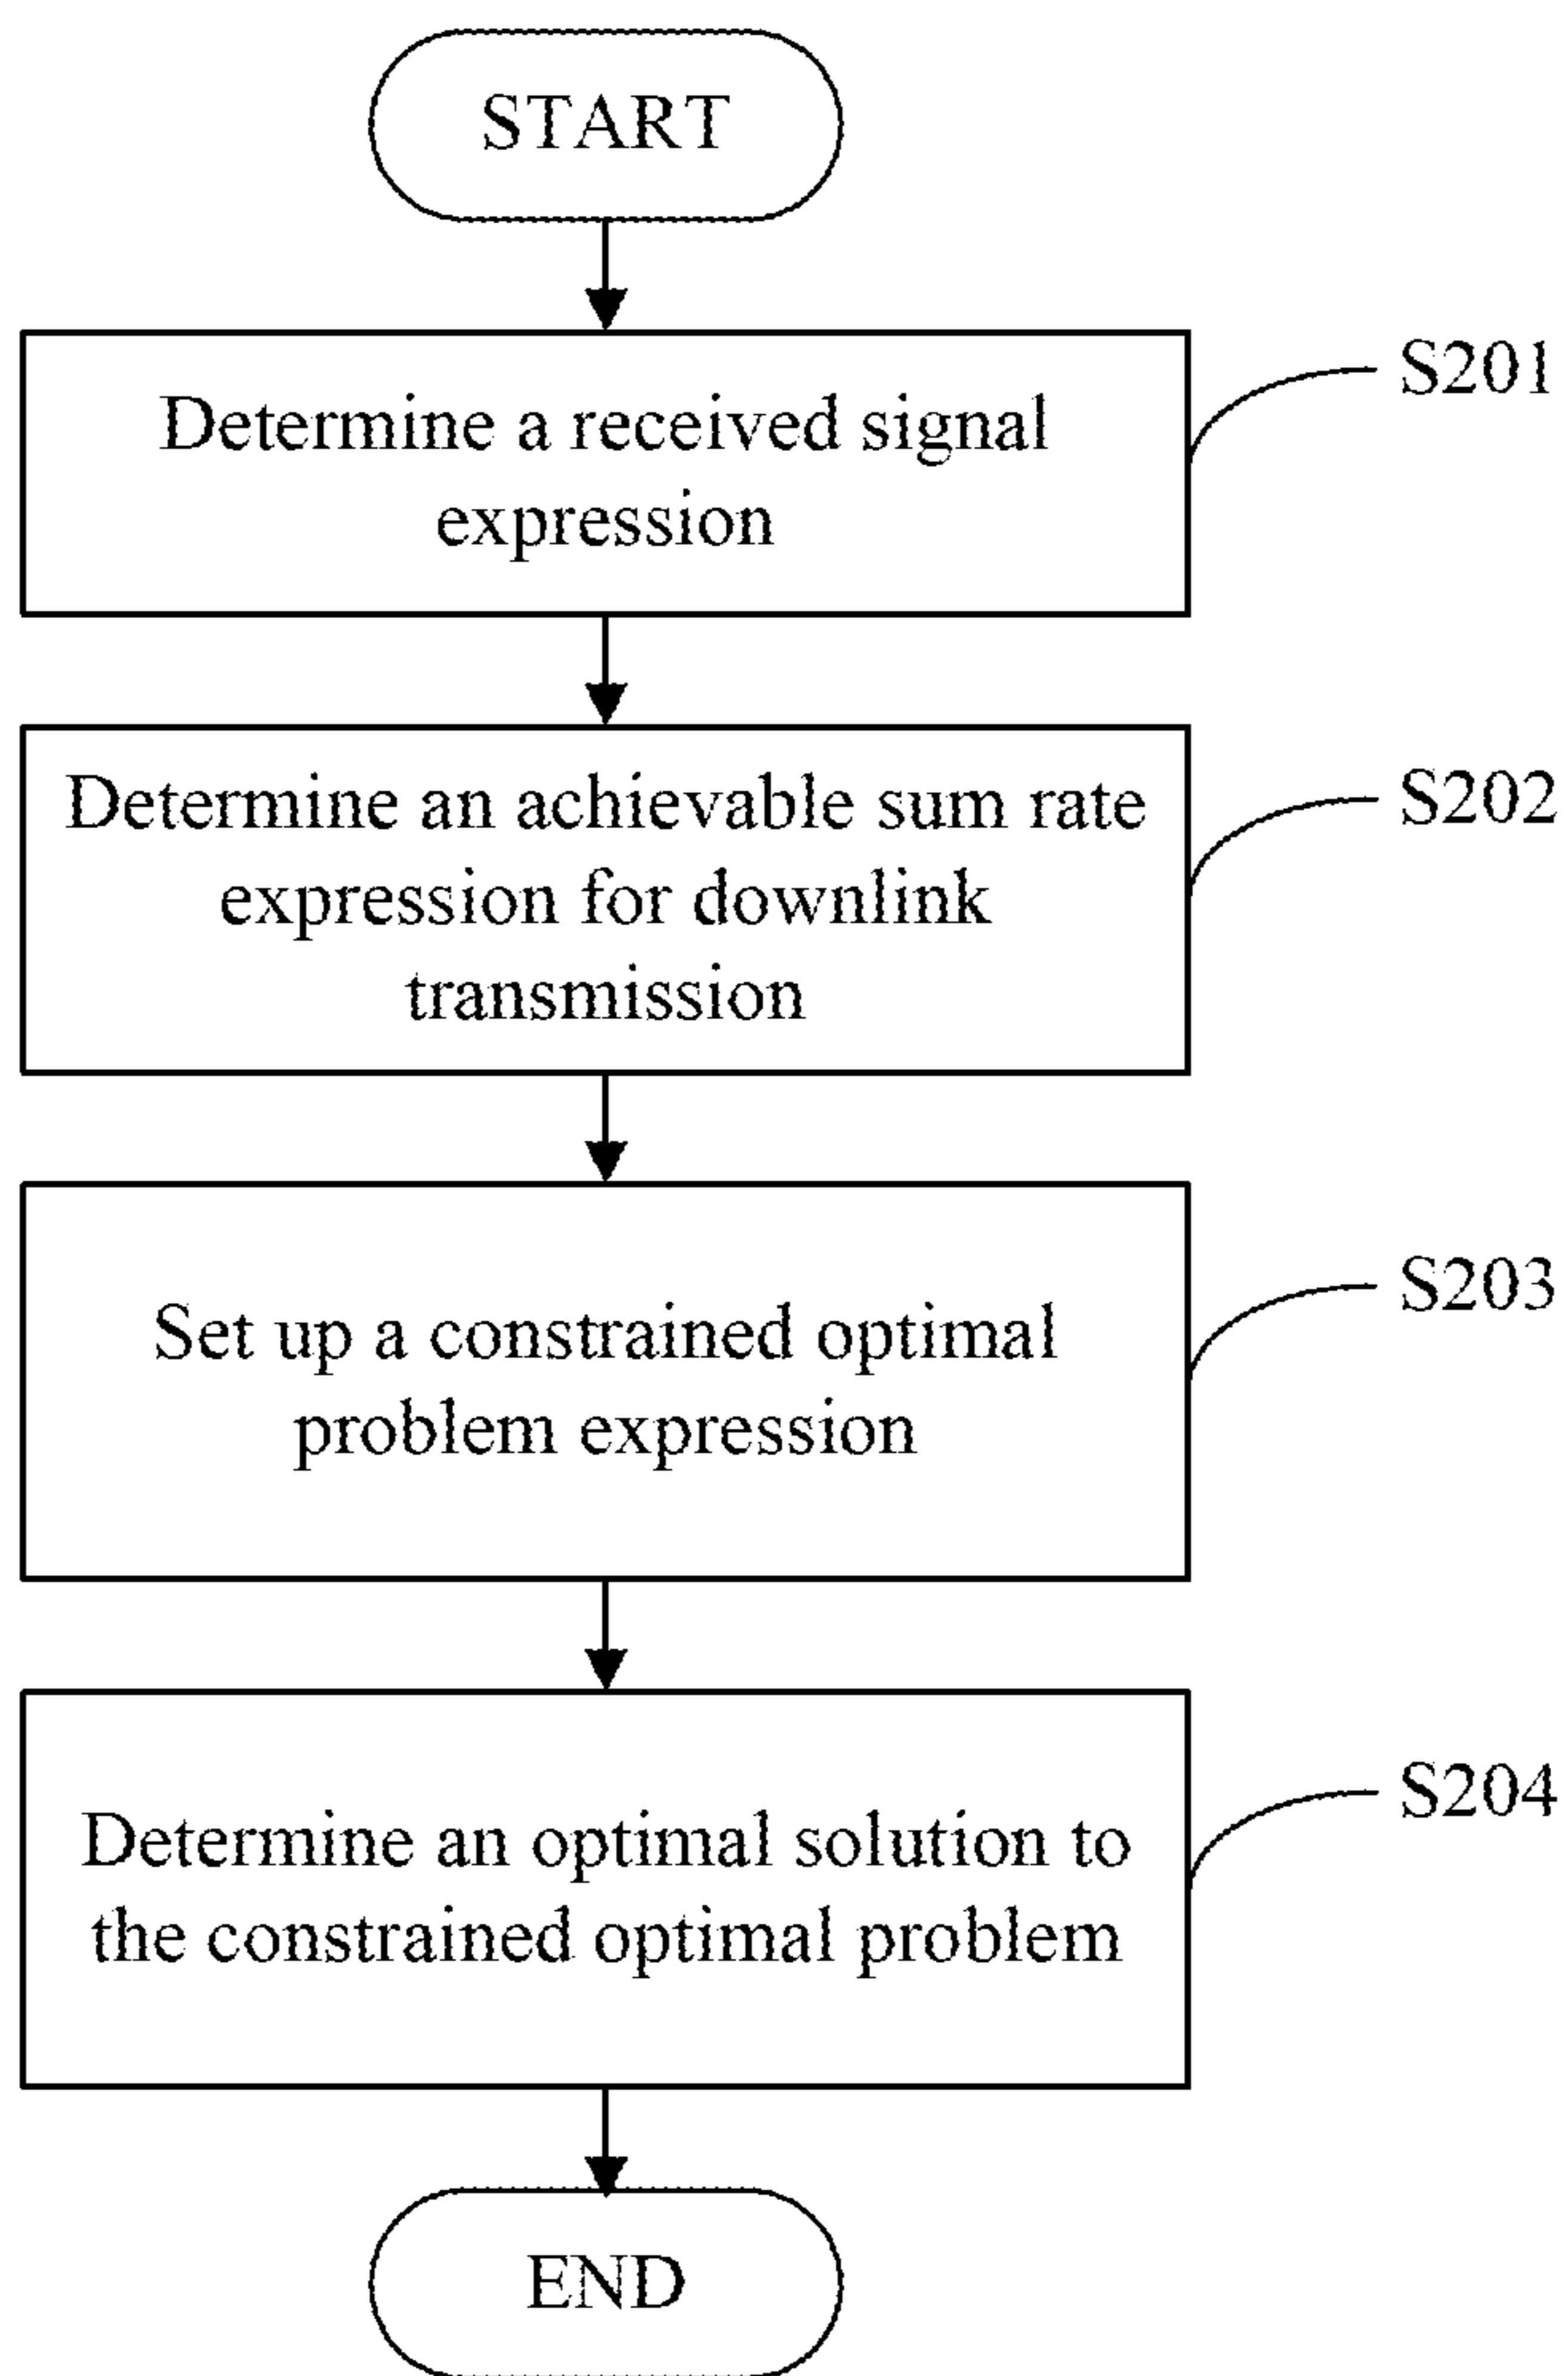 START
Determine a received signal
expression
S201
Determine an achievable sum rate
expression for downlink
transmission
S202
Set up a constrained optimal
problem expression
S203
Determine an optimal solution to
the constrained optimal problem
S204
END